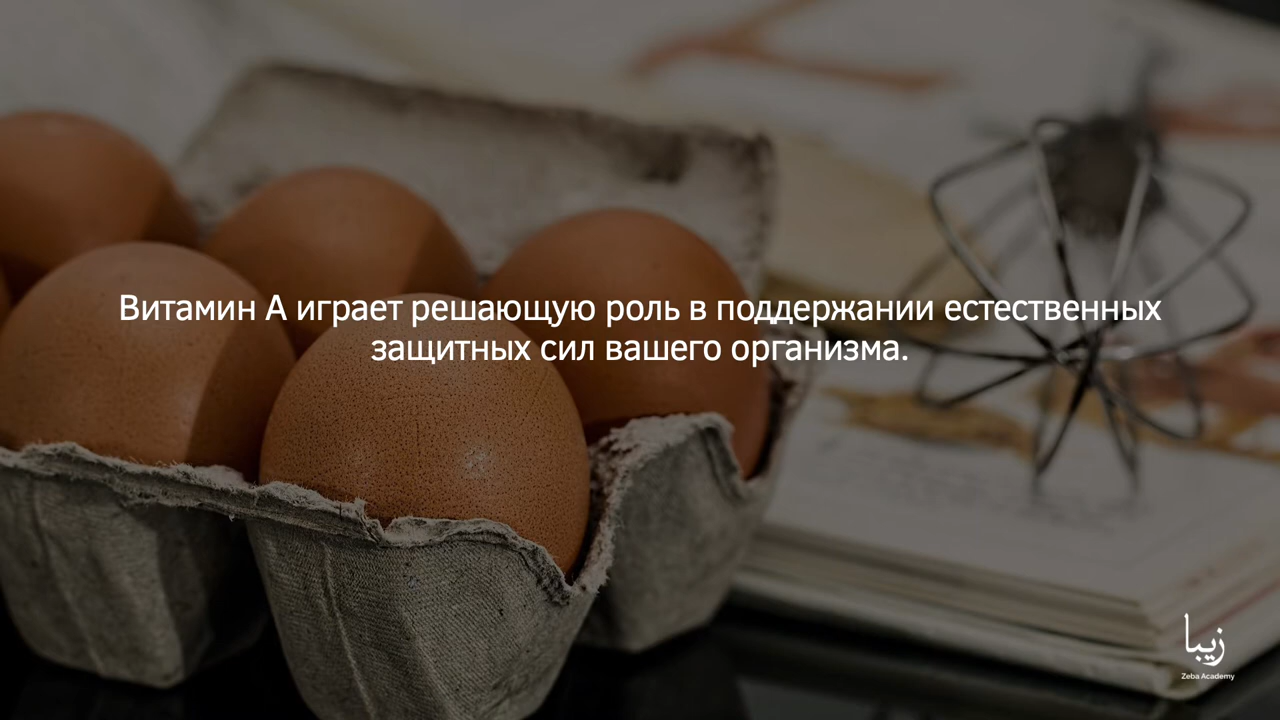 Витамин А играет решающую роль в поддержании естественных
защитных сил вашего организма.
زيبا
Zeba Academy